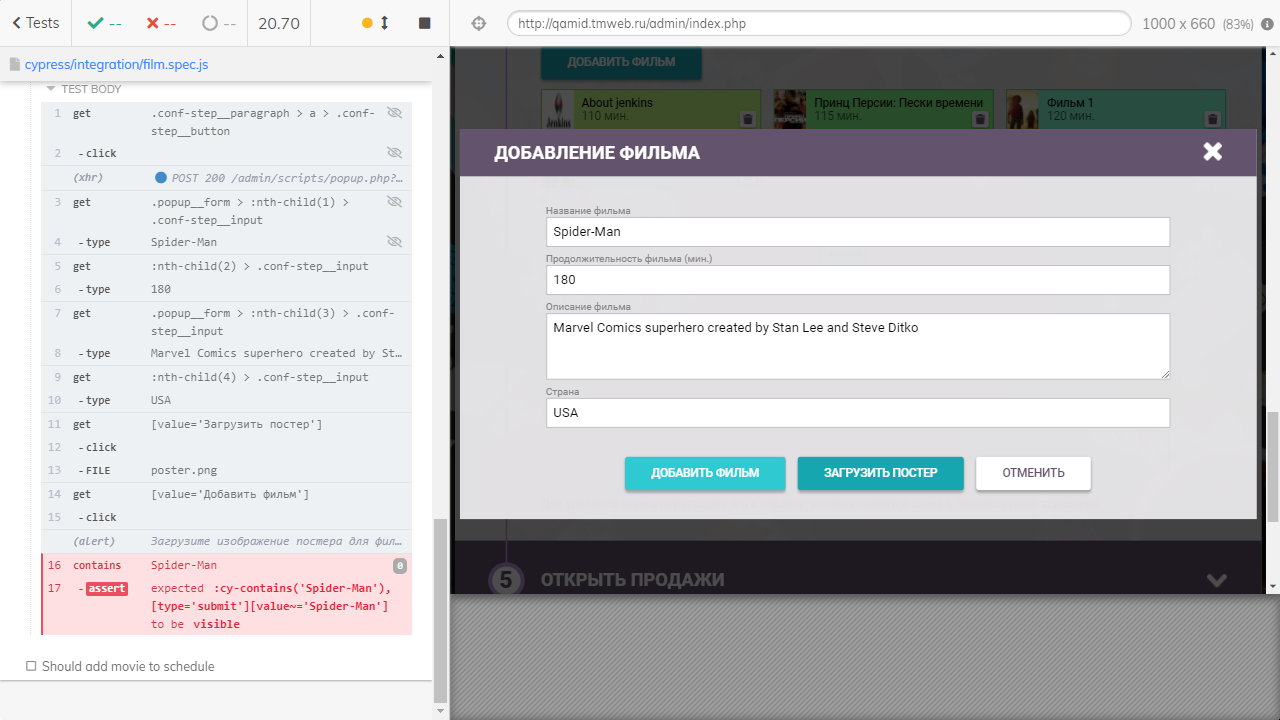 Tests
--
--
--
20.70
http://qamid.tmweb.ru/admin/index.php
1000 x 660 (83%)
cypress/integration/film.spec.js
TEST BODY
1 get .conf-step__paragraph > a > .conf-
step__button
2 -click
(xhr) POST 200 /admin/scripts/popup.php?…
3 get .popup__form > :nth-child(1) >
.conf-step__input
4 -type Spider-Man
5 get :nth-child(2) > .conf-step__input
6 -type 180
7 get .popup__form > :nth-child(3) > .conf-
step__input
8 -type Marvel Comics superhero created by St…
9 get :nth-child(4) > .conf-step__input
10 -type USA
11 get [value='Загрузить постер']
12 -click
13 -FILE poster.png
14 get [value='Добавить фильм']
15 -click
(alert) Загрузите изображение постера для фил…
16 contains Spider-Man 0
17 -assert expected :cy-contains('Spider-Man'),
[type='submit'][value~='Spider-Man']
to be visible
Should add movie to schedule
ДОБАВИТЬ ФИЛЬМ
About jenkins
110 мин.
Принц Персии: Пески времени
115 мин.
Фильм 1
120 мин.
ДОБАВЛЕНИЕ ФИЛЬМА
Название фильма
Spider-Man
Продолжительность фильма (мин.)
180
Описание фильма
Marvel Comics superhero created by Stan Lee and Steve Ditko
Страна
USA
ДОБАВИТЬ ФИЛЬМ
ЗАГРУЗИТЬ ПОСТЕР
ОТМЕНИТЬ
5 ОТКРЫТЬ ПРОДАЖИ